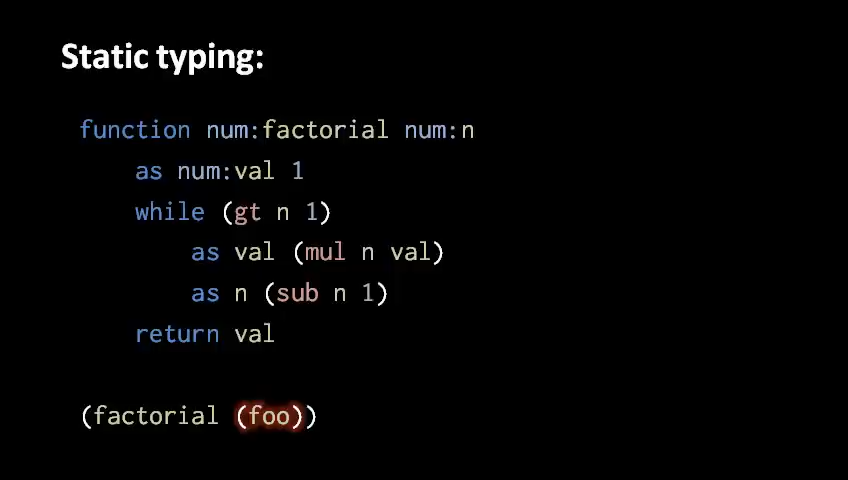 Static typing:
function num:factorial num:n
as num:val 1
while (gt n 1)
as val (mul n val)
as n (sub n 1)
return val
(factorial (foo))